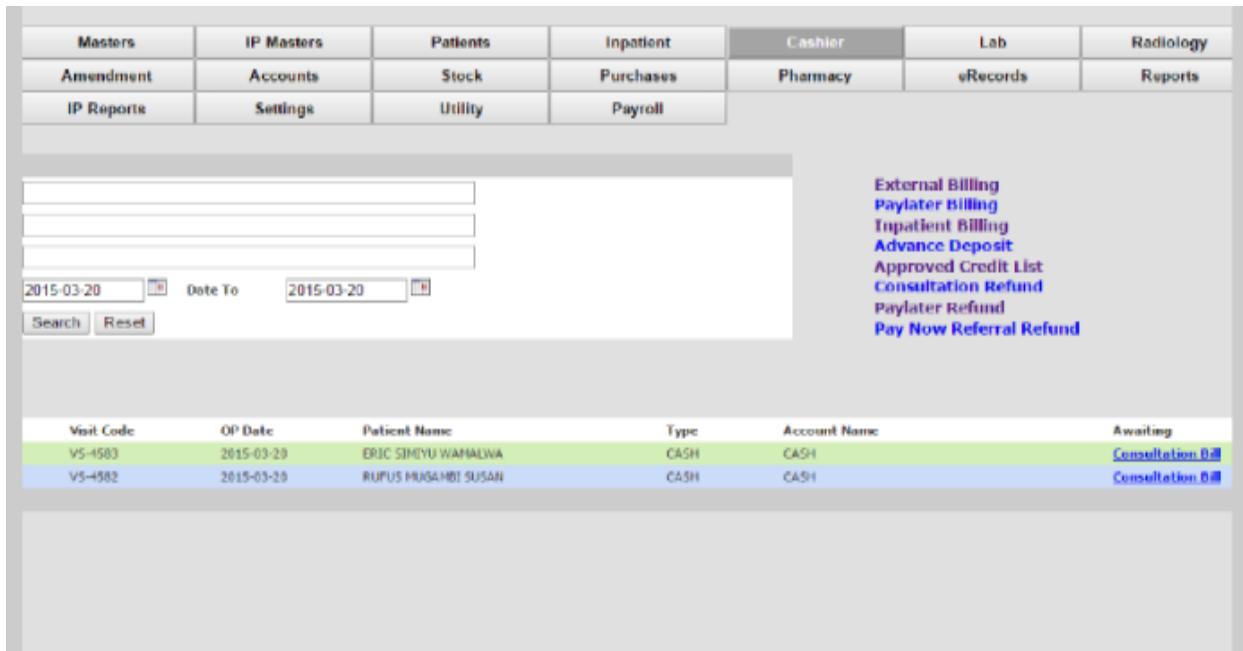 Masters IP Masters Patients Inpatient Cashier Lab Radiology
Amendment Accounts Stock Purchases Pharmacy eRecords Reports
IP Reports Settings Utility Payroll
External Billing
Paylater Billing
Inpatient Billing
Advance Deposit
Approved Credit List
Consultation Refund
Paylater Refund
Pay Now Referral Refund
2015-03-20 Date To 2015-03-20
Search Reset
Visit Code OP Date Patient Name Type Account Name Awaiting
VS-4583 2015-03-20 ERIC SIMIYU WAMALWA CASH CASH Consultation Bill
VS-4582 2015-03-20 RUFUS MUGAMBI SUSAN CASH CASH Consultation Bill